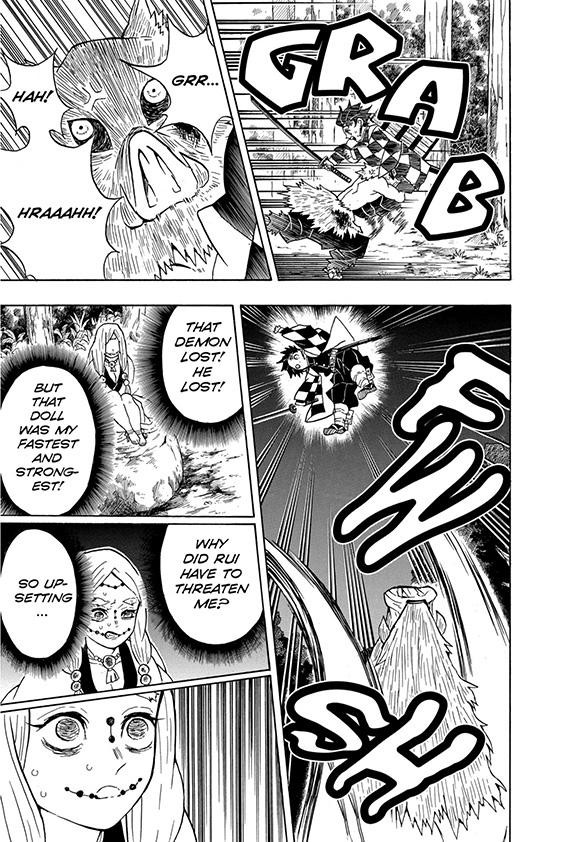 GRAB
GRR...
HAH!
HRAAAHH!
FWSH
THAT
DEMON
LOST!
HE
LOST!
BUT
THAT
DOLL
WAS MY
FASTEST
AND
STRONG-
EST!
WHY
DID RUI
HAVE TO
THREATEN
ME?
SO UP-
SETTING
...